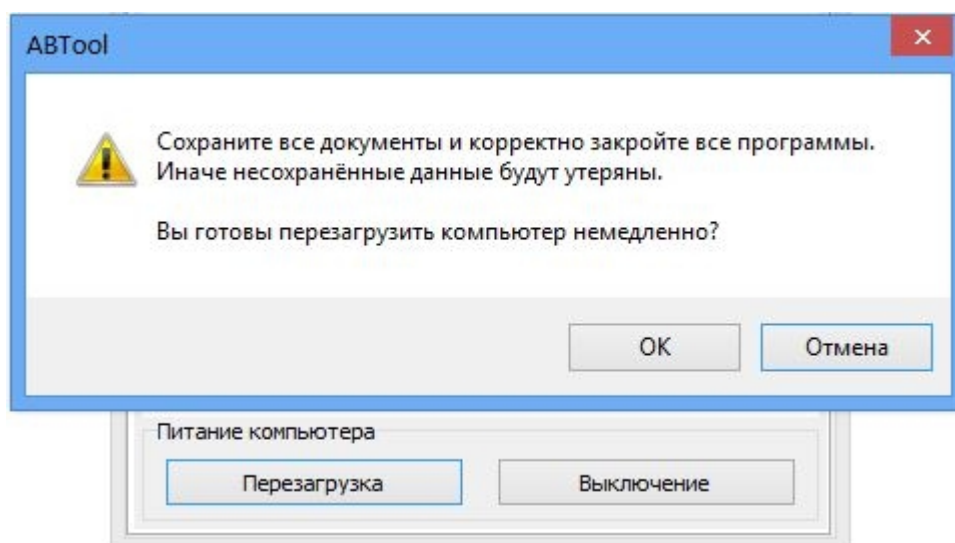 ABTool
Сохраните все документы и корректно закройте все программы.
Иначе несохранённые данные будут утеряны.
Вы готовы перезагрузить компьютер немедленно?
OK
Отмена
Питание компьютера
Перезагрузка
Выключение